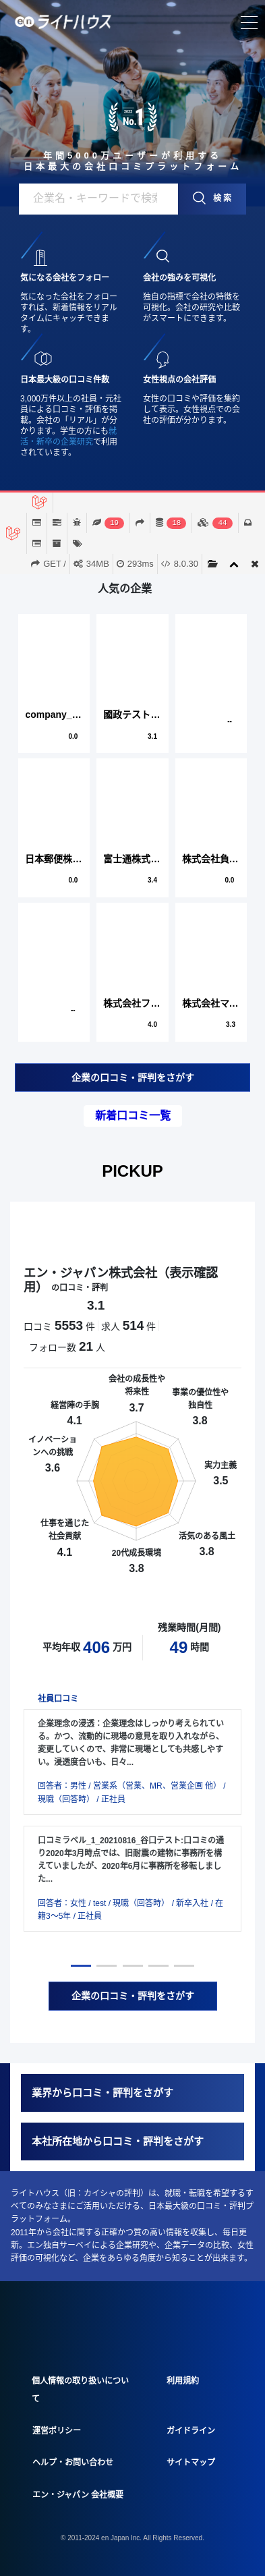 en ライトハウス
2022
No.1
年間5000万ユーザーが利用する
日本最大の会社口コミプラットフォーム
企業名・キーワードで検索 検索
気になる会社をフォロー
気になった会社をフォロー
すれば、新着情報をリアル
タイムにキャッチできま
す。
会社の強みを可視化
独自の指標で会社の特徴を
可視化。会社の研究や比較
がスマートにできます。
日本最大級の口コミ件数
3,000万件以上の社員・元社
員による口コミ・評価を掲
載。会社の「リアル」が分
かります。学生の方にも就
活・新卒の企業研究で利用
されています。
女性視点の会社評価
女性の口コミや評価を集約
して表示。女性視点での会
社の評価が分かります。
19 18 44
GET / 34MB 293ms 8.0.30
人気の企業
company_...
0.0
國政テスト...
3.1
..
日本郵便株...
0.0
富士通株式...
3.4
株式会社負...
0.0
..
株式会社フ...
4.0
株式会社マ...
3.3
企業の口コミ・評判をさがす
新着口コミ一覧
PICKUP
エン・ジャパン株式会社（表示確認
用） の口コミ・評判
3.1
口コミ 5553 件 求人 514 件
フォロー数 21 人
会社の成長性や
将来性
3.7
事業の優位性や
独自性
3.8
実力主義
3.5
活気のある風土
3.8
20代成長環境
3.8
仕事を通じた
社会貢献
4.1
イノベーショ
ンへの挑戦
3.6
経営陣の手腕
4.1
平均年収 406 万円
残業時間(月間)
49 時間
社員口コミ
企業理念の浸透：企業理念はしっかり考えられてい
る。かつ、流動的に現場の意見を取り入れながら、
変更していくので、非常に現場としても共感しやす
い。浸透度合いも、日々...
回答者：男性 / 営業系（営業、MR、営業企画 他） /
現職（回答時） / 正社員
口コミラベル_1_20210816_谷口テスト:口コミの通
り2020年3月時点では、旧耐震の建物に事務所を構
えていましたが、2020年6月に事務所を移転しまし
た...
回答者：女性 / test / 現職（回答時） / 新卒入社 / 在
籍3～5年 / 正社員
企業の口コミ・評判をさがす
業界から口コミ・評判をさがす
本社所在地から口コミ・評判をさがす
ライトハウス（旧：カイシャの評判）は、就職・転職を希望するす
べてのみなさまにご活用いただける、日本最大級の口コミ・評判プ
ラットフォーム。
2011年から会社に関する正確かつ質の高い情報を収集し、毎日更
新。エン独自サーベイによる企業研究や、企業データの比較、女性
評価の可視化など、企業をあらゆる角度から知ることが出来ます。
個人情報の取り扱いについ
て
利用規約
運営ポリシー
ガイドライン
ヘルプ・お問い合わせ
サイトマップ
エン・ジャパン 会社概要
© 2011-2024 en Japan Inc. All Rights Reserved.